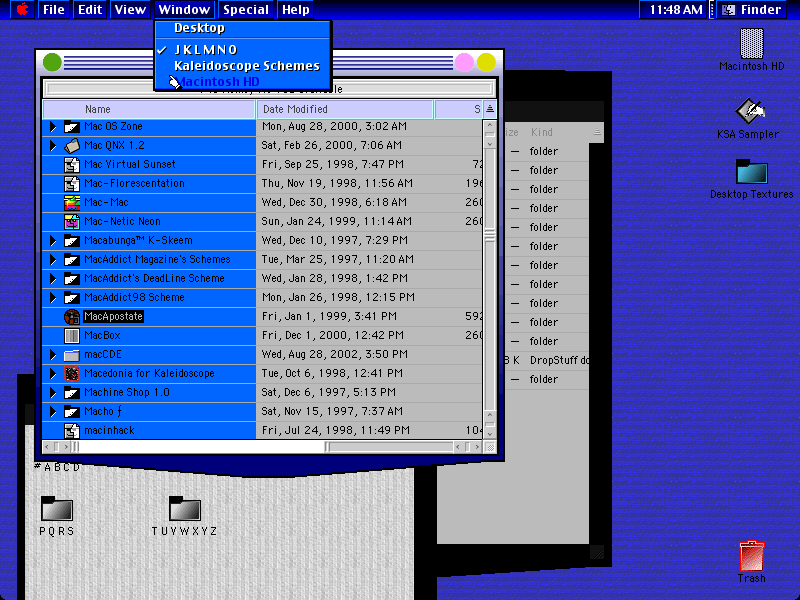 File Edit View Window Special Help 11:48 AM Finder
Desktop
✓ J K L M N O
Kaleidoscope Schemes
Macintosh HD
Name Date Modified S
Mac OS Zone Mon, Aug 28, 2000, 3:02 AM
Mac QNX 1.2 Sat, Feb 26, 2000, 7:06 AM
Mac Virtual Sunset Fri, Sep 25, 1998, 7:47 PM 72
Mac-Florescentation Thu, Nov 19, 1998, 11:56 AM 196
Mac-Mac Wed, Dec 30, 1998, 6:18 AM 260
Mac-Netic Neon Sun, Jan 24, 1999, 11:14 AM 260
Macabunga™ K-Skeem Wed, Dec 10, 1997, 7:29 PM
MacAddict Magazine's Schemes Tue, Mar 25, 1997, 11:20 AM
MacAddict's DeadLine Scheme Wed, Jan 28, 1998, 1:42 PM
MacAddict98 Scheme Mon, Jan 26, 1998, 12:15 PM
MacApostate Fri, Jan 1, 1999, 3:41 PM 592
MacBox Fri, Dec 1, 2000, 12:42 PM 260
macCDE Wed, Aug 28, 2002, 3:50 PM
Macedonia for Kaleidoscope Tue, Oct 6, 1998, 12:41 PM
Machine Shop 1.0 Sat, Dec 6, 1997, 5:13 PM
Macho ƒ Sat, Nov 15, 1997, 7:37 AM
macinhack Fri, Jul 24, 1998, 11:49 PM 104
ize Kind
— folder
— folder
— folder
— folder
— folder
— folder
— folder
— folder
— folder
— folder
— folder
8 K DropStuff do
— folder
Macintosh HD
KSA Sampler
Desktop Textures
# A B C D
P Q R S
T U Y W X Y Z
Trash